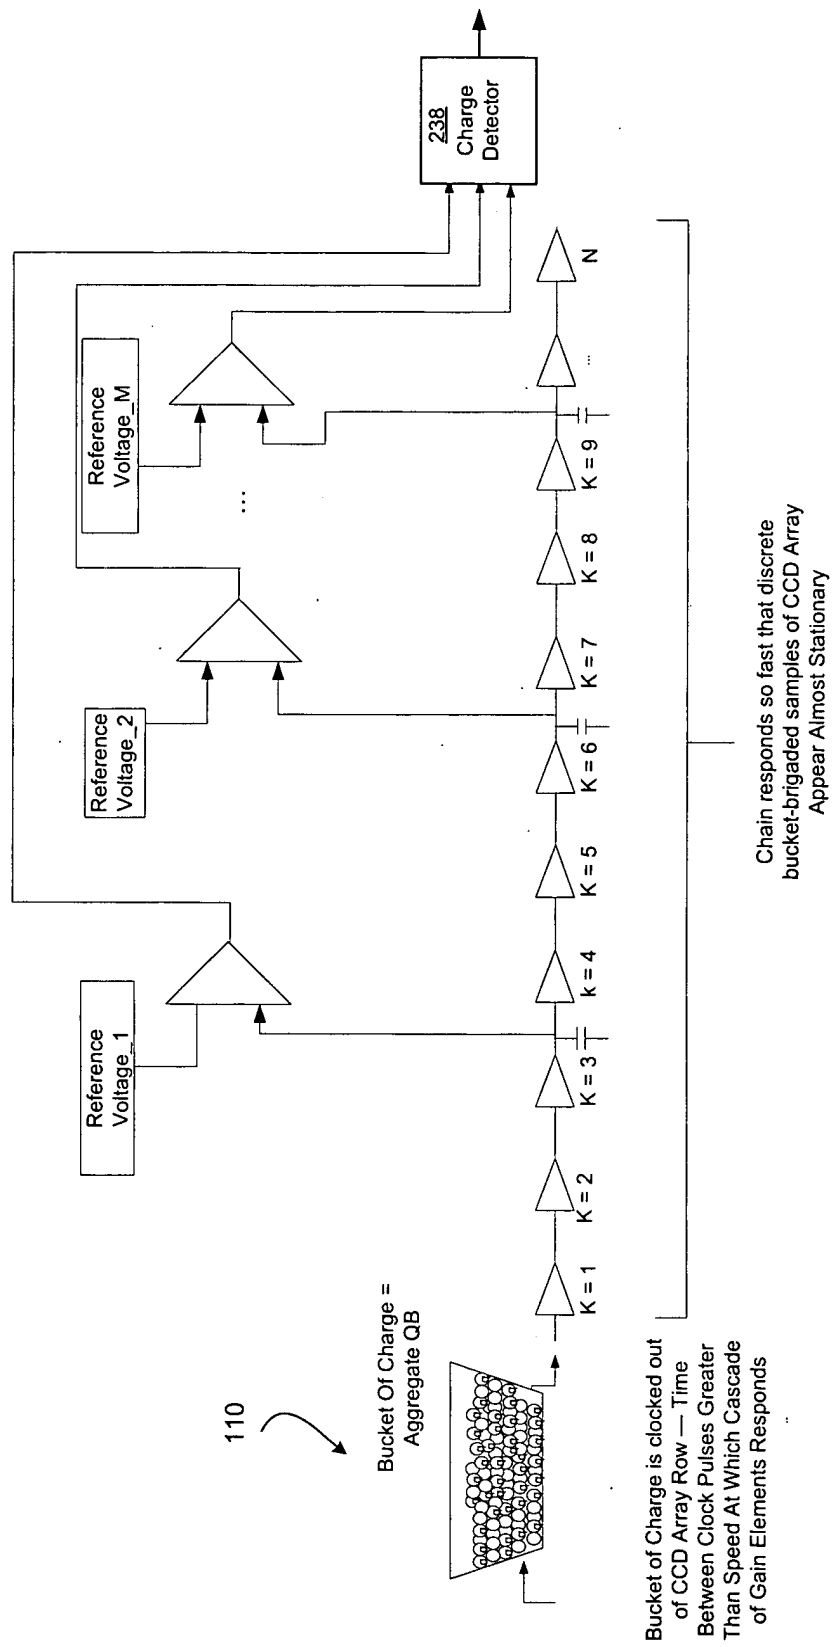 238
Charge
Detector
Reference
Voltage_M
...
Reference
Voltage_2
Reference
Voltage_1
K = 1
K = 2
K = 3
k = 4
K = 5
K = 6
K = 7
K = 8
K = 9
...
N
110
Bucket Of Charge =
Aggregate QB
Bucket of Charge is clocked out
of CCD Array Row — Time
Between Clock Pulses Greater
Than Speed At Which Cascade
of Gain Elements Responds
Chain responds so fast that discrete
bucket-brigaded samples of CCD Array
Appear Almost Stationary